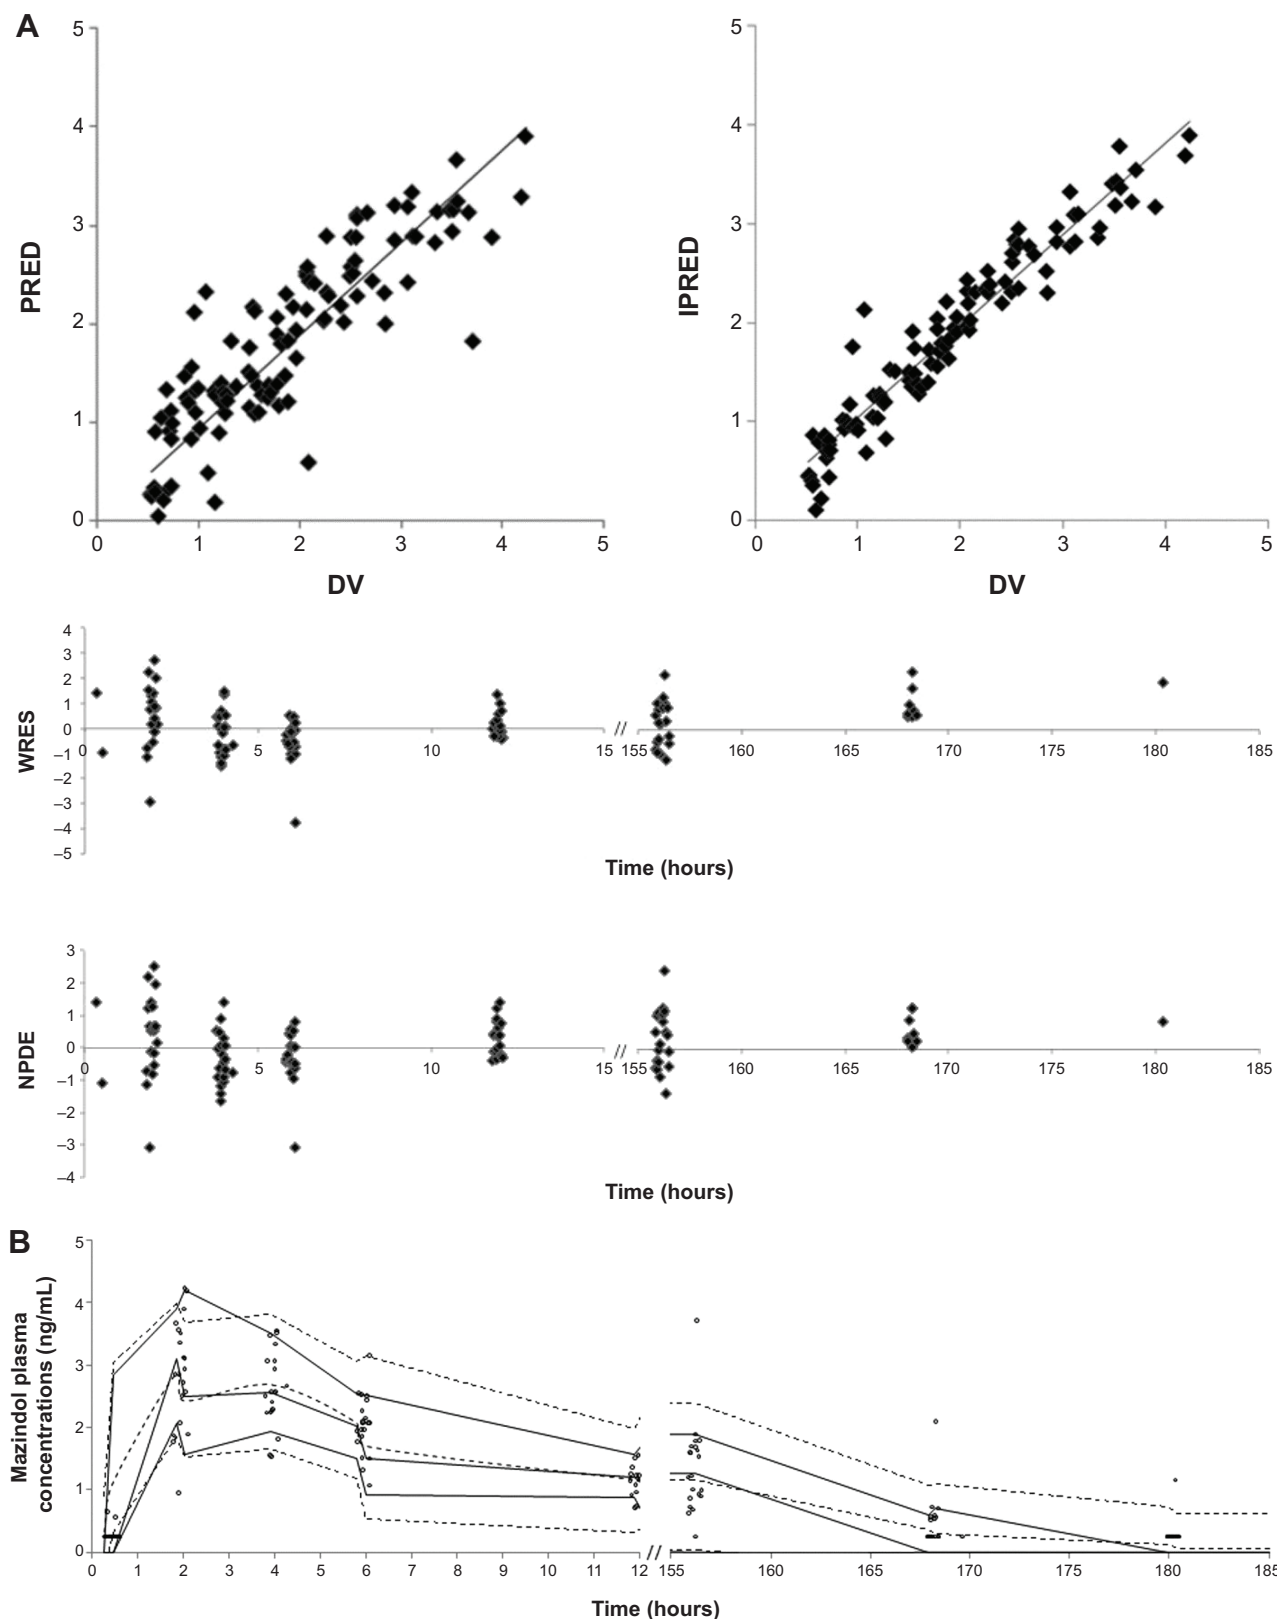 A
5
4
3
2
1
0
PRED
0 1 2 3 4 5
DV
5
4
3
2
1
0
IPRED
0 1 2 3 4 5
DV
4
3
2
1
0
–1
–2
–3
–4
–5
WRES
0 5 10 15 155 160 165 170 175 180 185
Time (hours)
3
2
1
0
–1
–2
–3
–4
NPDE
0 5 10 15 155 160 165 170 175 180 185
Time (hours)
B
5
4
3
2
1
0
Mazindol plasma
concentrations (ng/mL)
0 1 2 3 4 5 6 7 8 9 10 11 12 155 160 165 170 175 180 185
Time (hours)